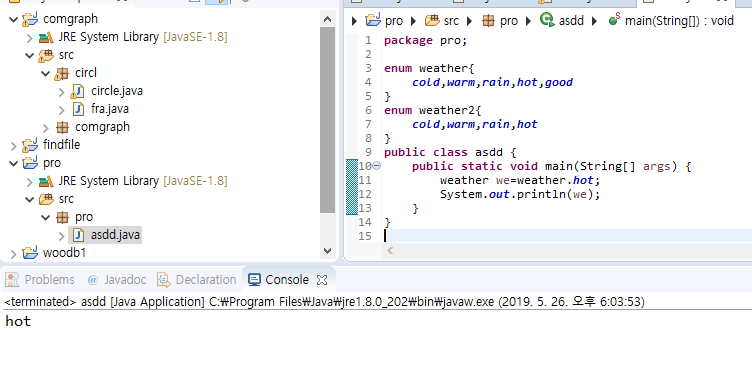 comgraph
JRE System Library [JavaSE-1.8]
src
circl
circle.java
fra.java
comgraph
findfile
pro
JRE System Library [JavaSE-1.8]
src
pro
asdd.java
woodb1
pro src pro asdd main(String[]) : void
1 package pro;
2
3 enum weather{
4 cold,warm,rain,hot,good
5 }
6 enum weather2{
7 cold,warm,rain,hot
8 }
9 public class asdd {
10 public static void main(String[] args) {
11 weather we=weather.hot;
12 System.out.println(we);
13 }
14 }
15
Problems @ Javadoc Declaration Console
<terminated> asdd [Java Application] C:₩Program Files₩Java₩jre1.8.0_202₩bin₩javaw.exe (2019. 5. 26. 오후 6:03:53)
hot